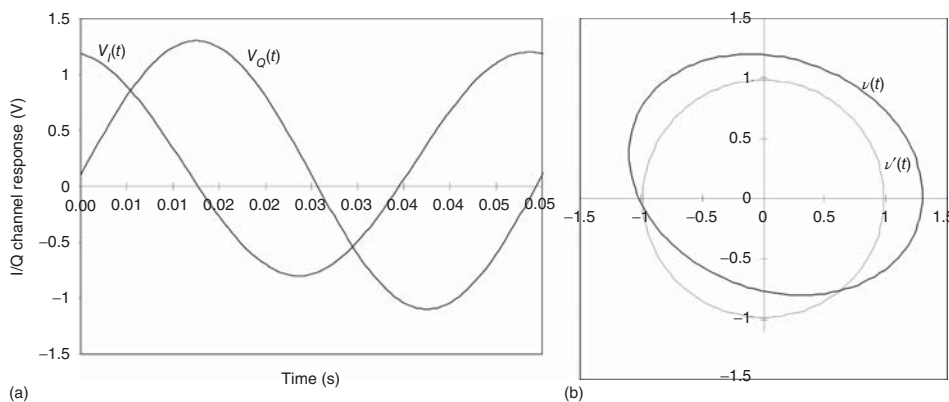 1.5
1
0.5
0
−0.5
−1
−1.5
I/Q channel response (V)
V_I(t)
V_Q(t)
0.00 0.01 0.01 0.02 0.02 0.03 0.03 0.04 0.04 0.05 0.05
Time (s)
(a)
1.5
1
0.5
0
−0.5
−1
−1.5
−1.5 −1 −0.5 0 0.5 1 1.5
ν(t)
ν′(t)
(b)